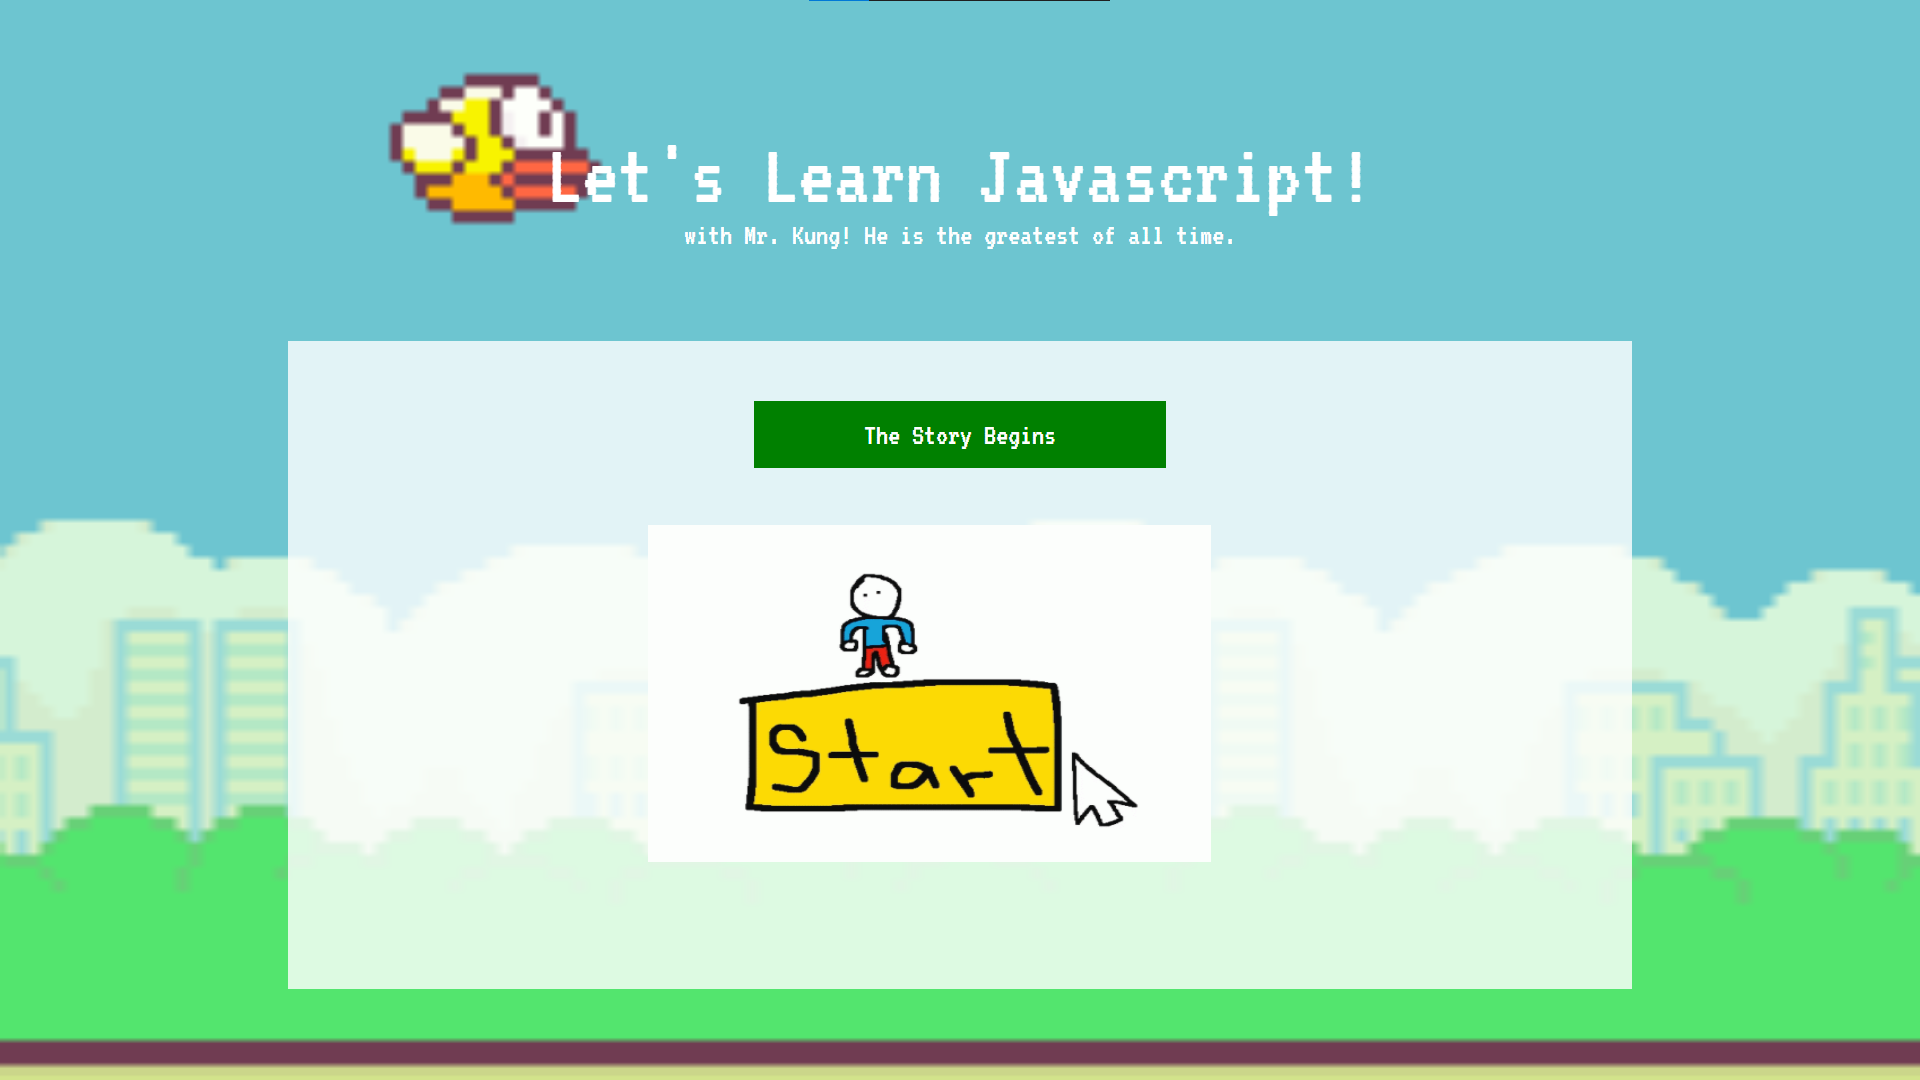 Let's Learn Javascript!
with Mr. Kung! He is the greatest of all time.
The Story Begins
Start